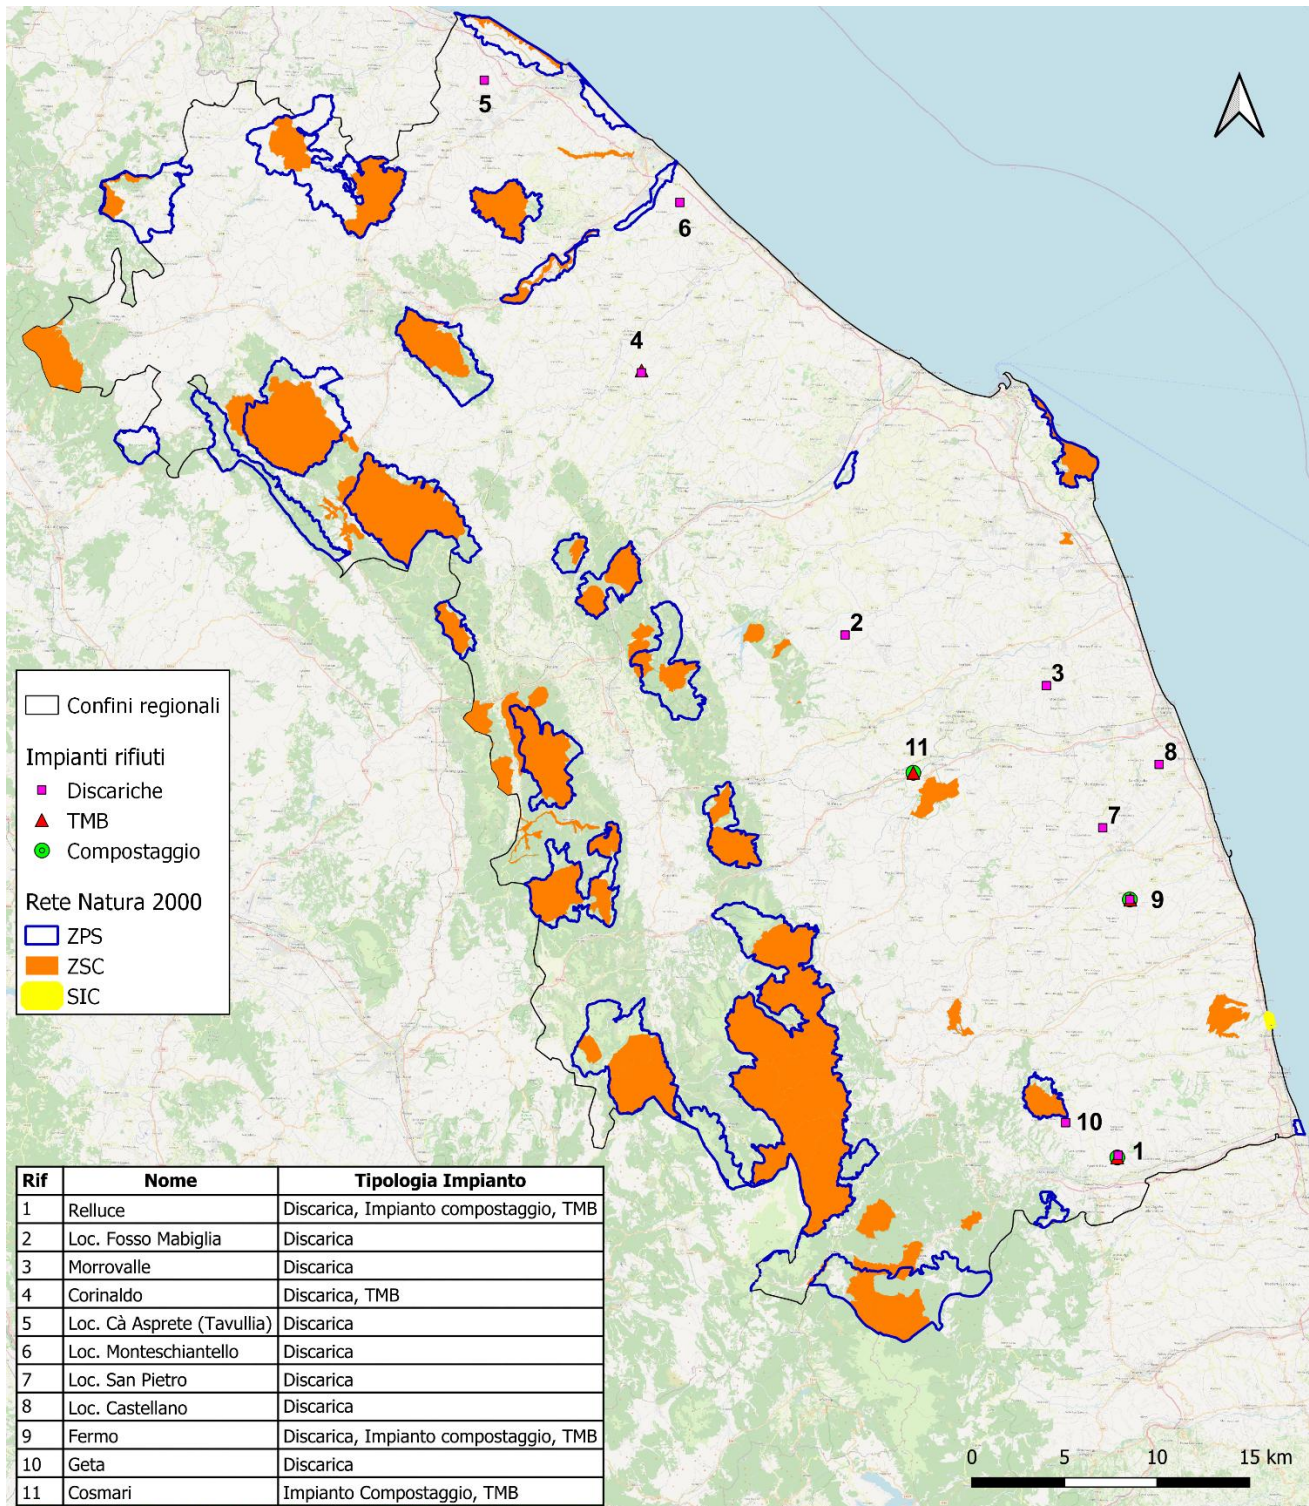 5
6
4
2
3
11
8
7
9
10
1
Confini regionali
Impianti rifiuti
Discariche
TMB
Compostaggio
Rete Natura 2000
ZPS
ZSC
SIC
Rif Nome Tipologia Impianto
1 Relluce Discarica, Impianto compostaggio, TMB
2 Loc. Fosso Mabiglia Discarica
3 Morrovalle Discarica
4 Corinaldo Discarica, TMB
5 Loc. Cà Asprete (Tavullia) Discarica
6 Loc. Monteschiantello Discarica
7 Loc. San Pietro Discarica
8 Loc. Castellano Discarica
9 Fermo Discarica, Impianto compostaggio, TMB
10 Geta Discarica
11 Cosmari Impianto Compostaggio, TMB
0 5 10 15 km